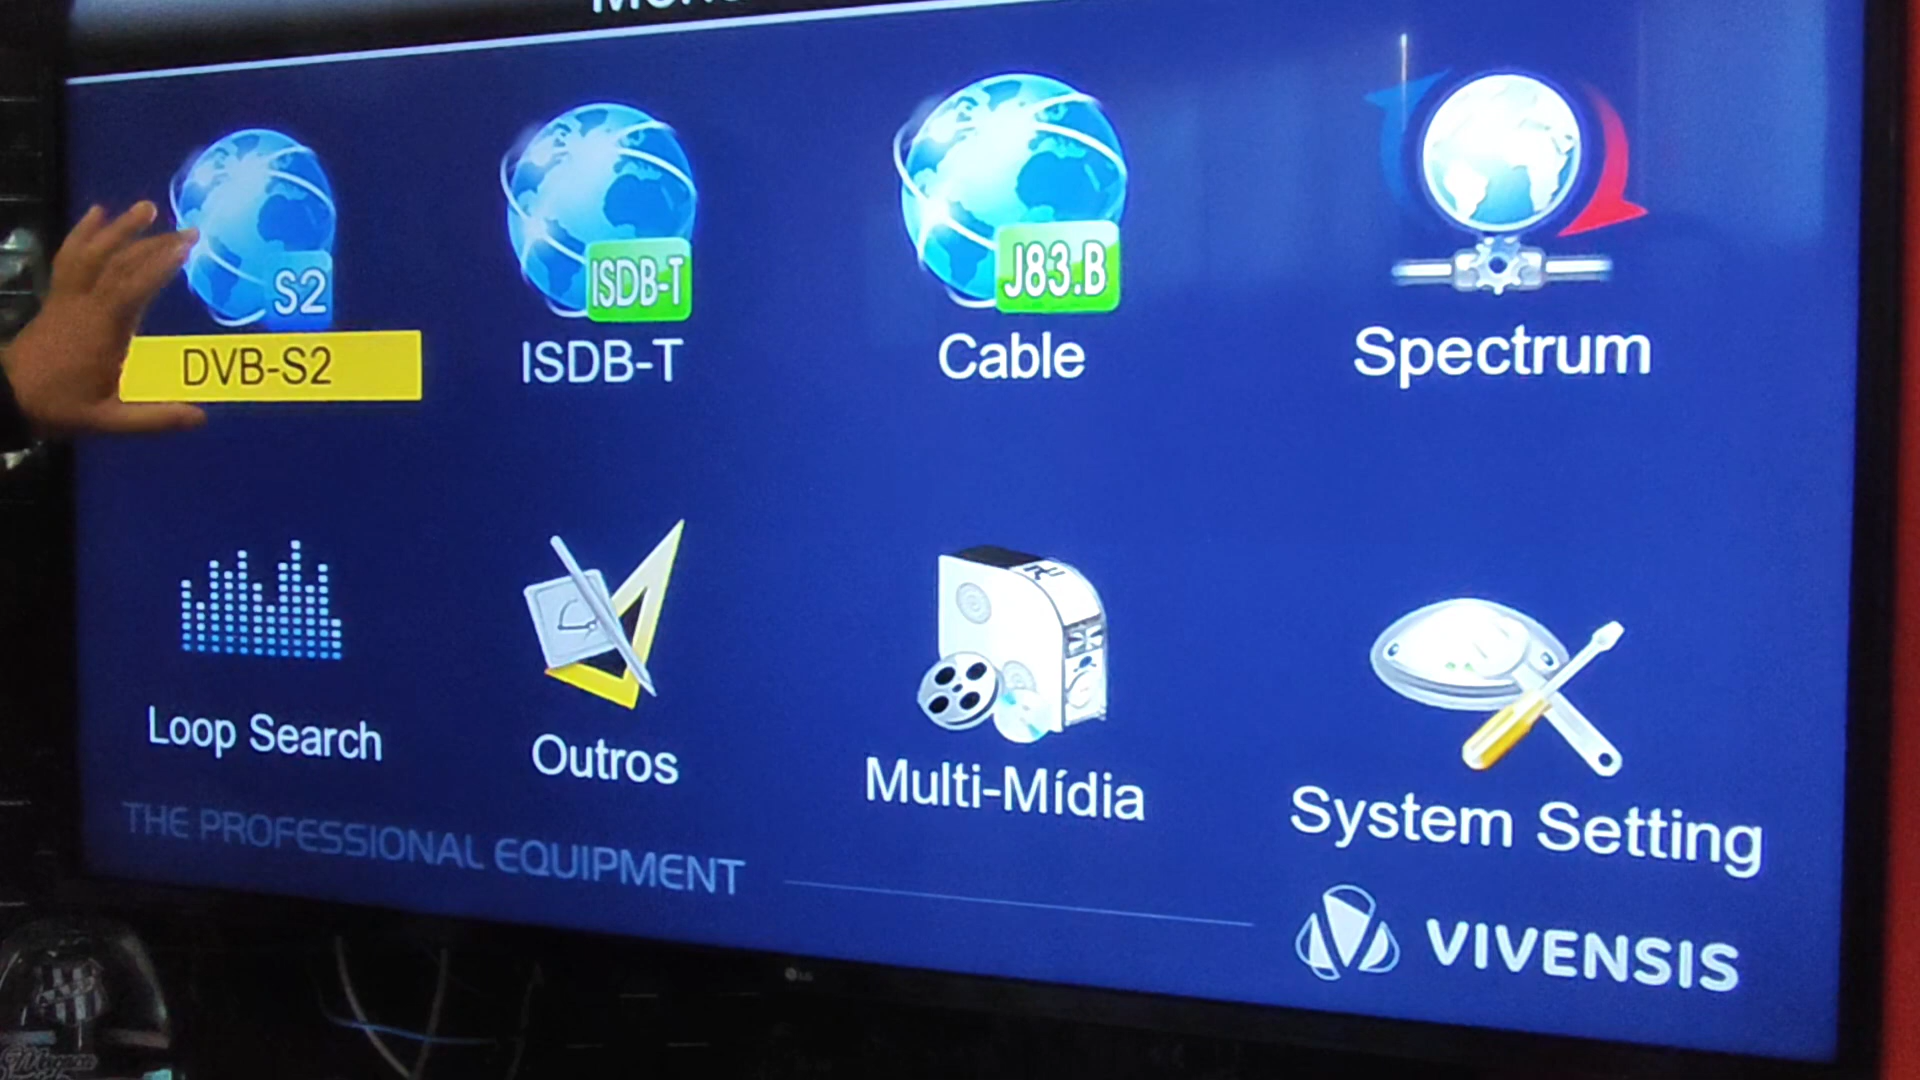 S2
ISDB-T
J83.B
DVB-S2
ISDB-T
Cable
Spectrum
Loop Search
Outros
Multi-Mídia
System Setting
THE PROFESSIONAL EQUIPMENT
VIVENSIS
LG